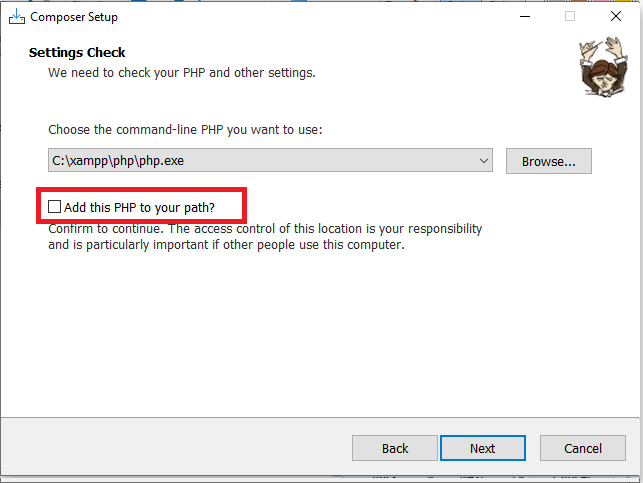 Composer Setup
Settings Check
We need to check your PHP and other settings.
Choose the command-line PHP you want to use:
C:\xampp\php\php.exe
Browse...
Add this PHP to your path?
Confirm to continue. The access control of this location is your responsibility
and is particularly important if other people use this computer.
Back
Next
Cancel